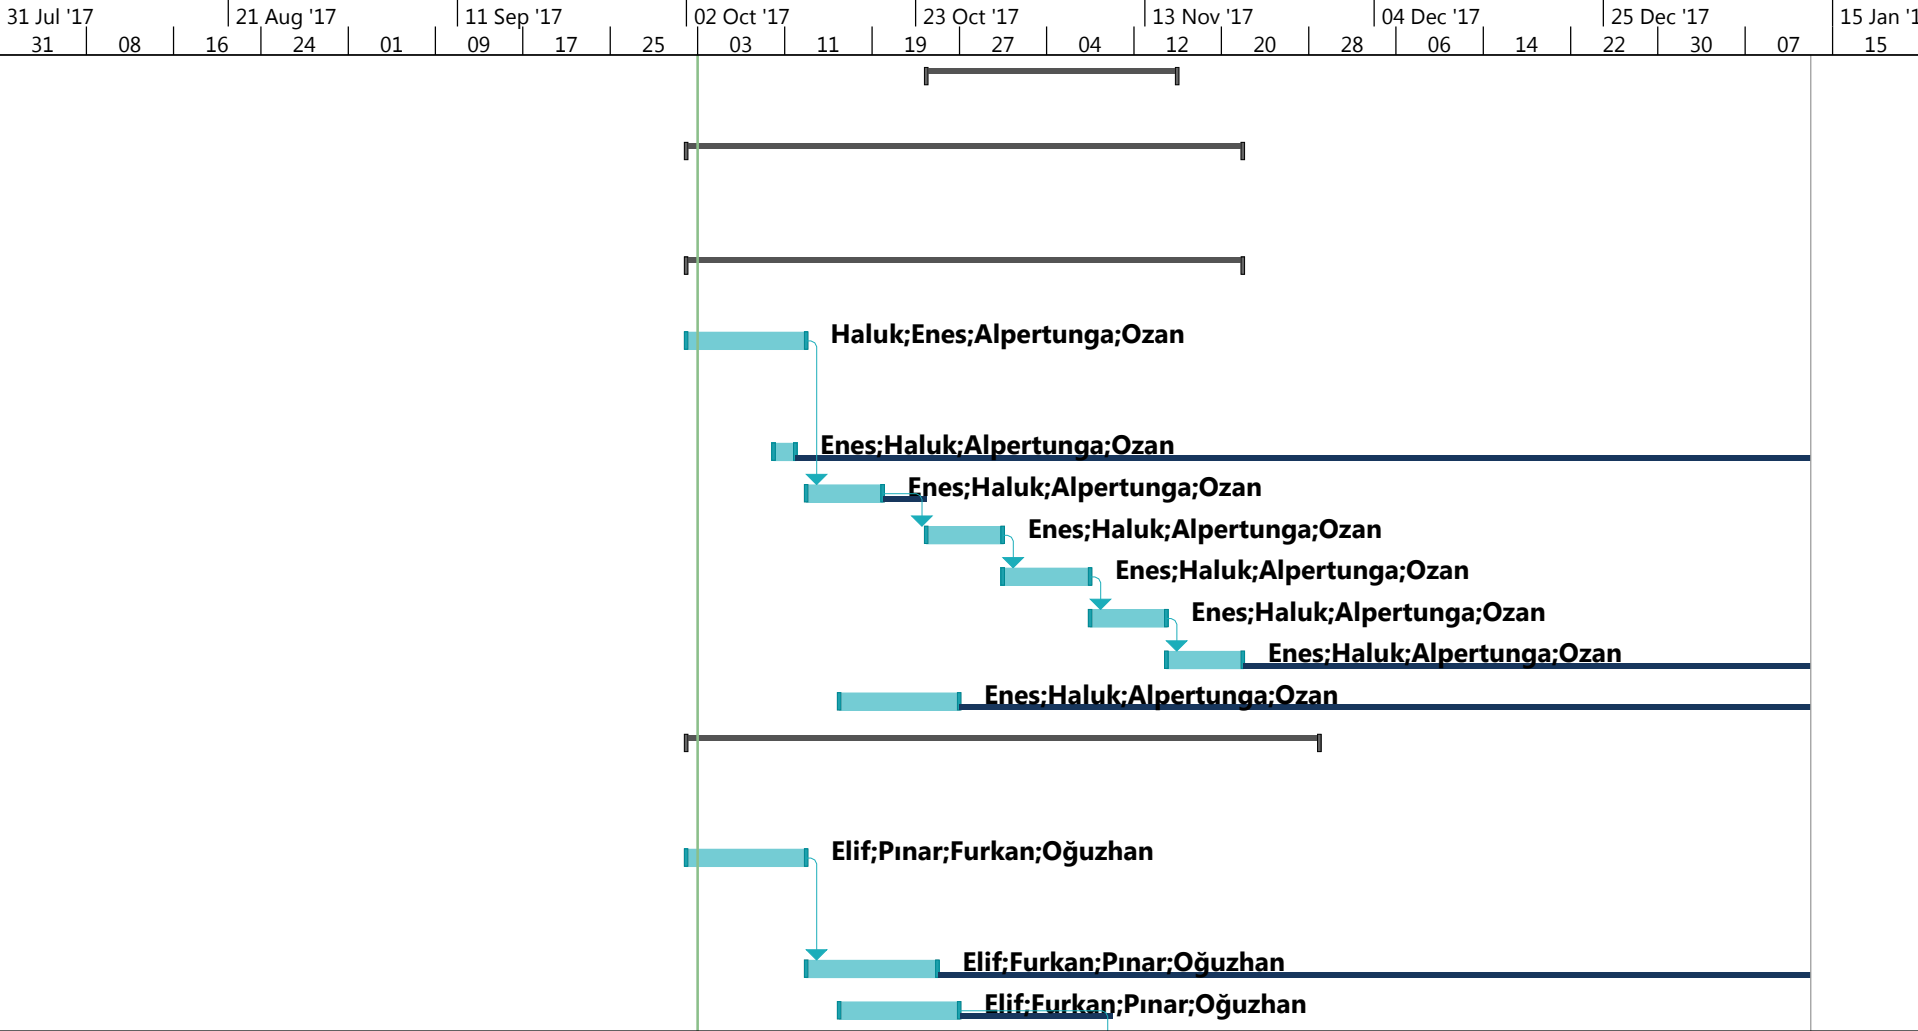 31 Jul '17 21 Aug '17 11 Sep '17 02 Oct '17 23 Oct '17 13 Nov '17 04 Dec '17 25 Dec '17 15 Jan '1
31 08 16 24 01 09 17 25 03 11 19 27 04 12 20 28 06 14 22 30 07 15
Haluk;Enes;Alpertunga;Ozan
Enes;Haluk;Alpertunga;Ozan
Enes;Haluk;Alpertunga;Ozan
Enes;Haluk;Alpertunga;Ozan
Enes;Haluk;Alpertunga;Ozan
Enes;Haluk;Alpertunga;Ozan
Enes;Haluk;Alpertunga;Ozan
Enes;Haluk;Alpertunga;Ozan
Elif;Pınar;Furkan;Oğuzhan
Elif;Furkan;Pınar;Oğuzhan
Elif;Furkan;Pınar;Oğuzhan